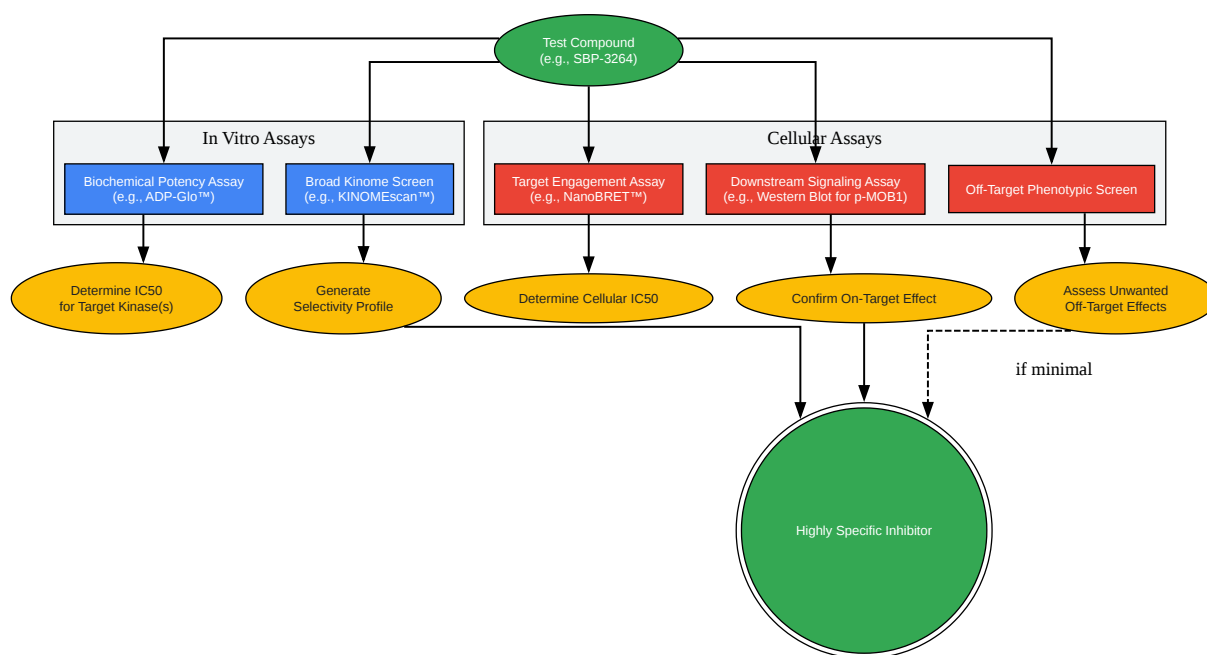 Test Compound
(e.g., SBP-3264)
In Vitro Assays
Cellular Assays
Biochemical Potency Assay
(e.g., ADP-Glo™)
Broad Kinome Screen
(e.g., KINOMEscan™)
Target Engagement Assay
(e.g., NanoBRET™)
Downstream Signaling Assay
(e.g., Western Blot for p-MOB1)
Off-Target Phenotypic Screen
Determine IC50
for Target Kinase(s)
Generate
Selectivity Profile
Determine Cellular IC50
Confirm On-Target Effect
Assess Unwanted
Off-Target Effects
if minimal
Highly Specific Inhibitor